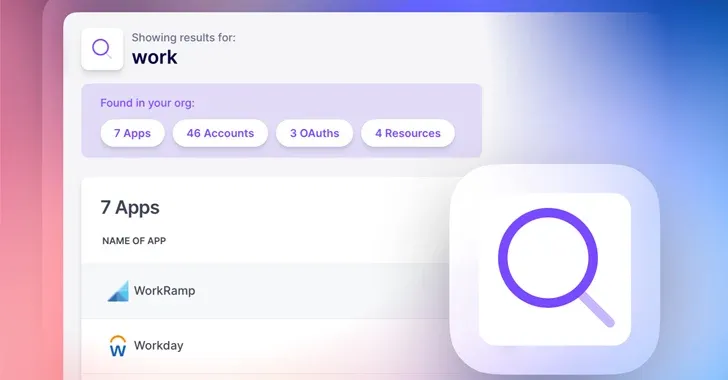 Showing results for:
work
Found in your org:
7 Apps 46 Accounts 3 OAuths 4 Resources
7 Apps
NAME OF APP
WorkRamp
Workday